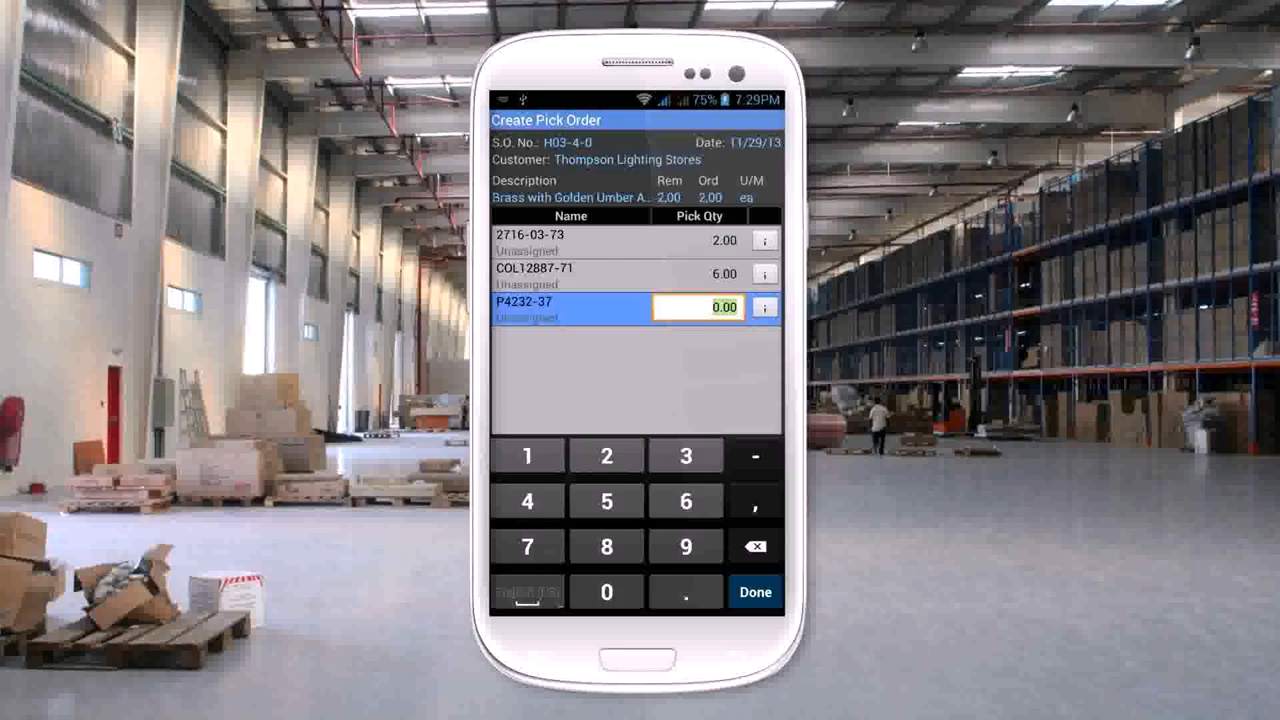 75% 7:29PM
Create Pick Order
S.O. No.: H03-4-0 Date: 11/29/13
Customer: Thompson Lighting Stores
Description Rem Ord U/M
Brass with Golden Umber A... 2.00 2.00 ea
Name Pick Qty
2716-03-73 2.00
Unassigned
COL12887-71 6.00
Unassigned
P4232-37 0.00
Unassigned
1 2 3 -
4 5 6 ,
7 8 9
0 . Done